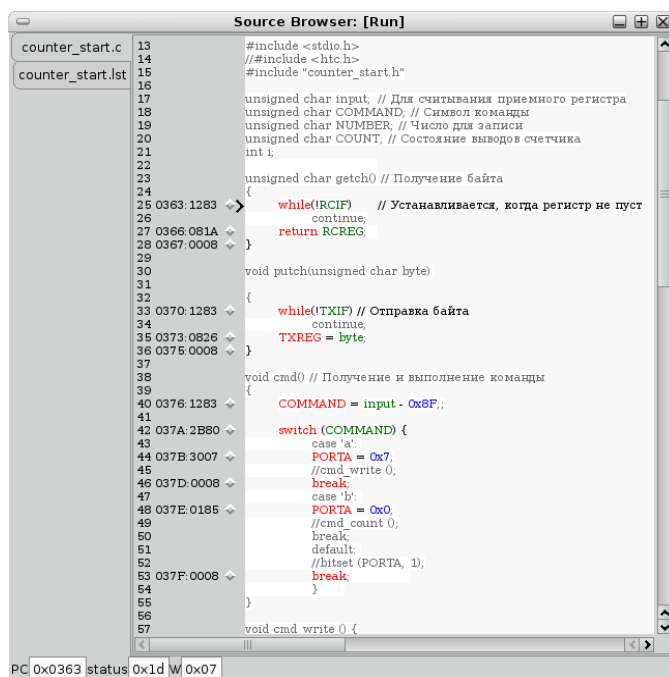 Source Browser: [Run]
counter_start.c
counter_start.lst
13 #include <stdio.h>
14 //#include <htc.h>
15 #include "counter_start.h"
16
17 unsigned char input; // Для считывания приемного регистра
18 unsigned char COMMAND; // Символ команды
19 unsigned char NUMBER; // Число для записи
20 unsigned char COUNT; // Состояние выводов счетчика
21 int i;
22
23 unsigned char getch() // Получение байта
24 {
25 0363:1283 while(!RCIF) // Устанавливается, когда регистр не пуст
26 continue;
27 0366:081A return RCREG;
28 0367:0008 }
29
30 void putch(unsigned char byte)
31
32 {
33 0370:1283 while(!TXIF) // Отправка байта
34 continue;
35 0373:0826 TXREG = byte;
36 0375:0008 }
37
38 void cmd() // Получение и выполнение команды
39 {
40 0376:1283 COMMAND = input - 0x8F;;
41
42 037A:2B80 switch (COMMAND) {
43 case 'a':
44 037B:3007 PORTA = 0x7;
45 //cmd_write ();
46 037D:0008 break;
47 case 'b':
48 037E:0185 PORTA = 0x0;
49 //cmd_count ();
50 break;
51 default:
52 //bitset (PORTA, 1);
53 037F:0008 break;
54 }
55 }
56
57 void cmd_write () {
PC 0x0363 status 0x1d W 0x07